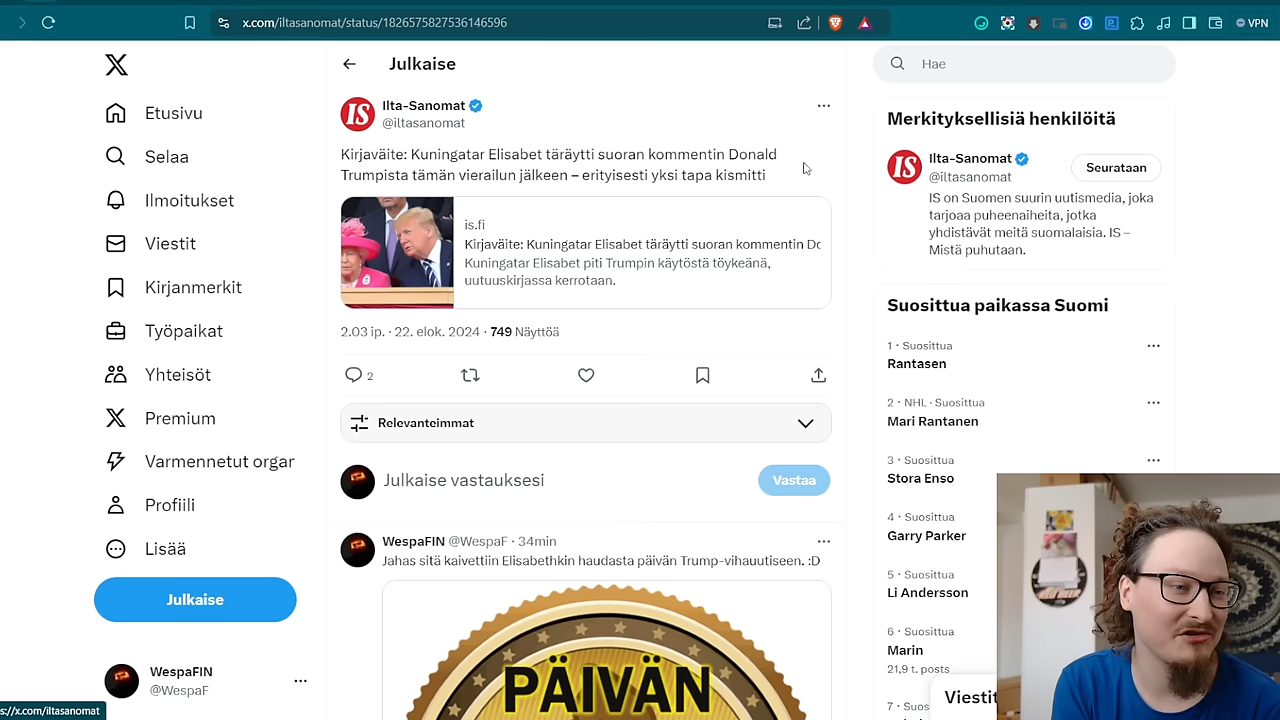 x.com/iltasanomat/status/1826575827536146596
VPN
Etusivu
Selaa
Ilmoitukset
Viestit
Kirjanmerkit
Työpaikat
Yhteisöt
Premium
Varmennetut orgar
Profiili
Lisää
Julkaise
WespaFIN
@WespaF
s://x.com/iltasanomat
Julkaise
IS
Ilta-Sanomat
@iltasanomat
Kirjaväite: Kuningatar Elisabet täräytti suoran kommentin Donald
Trumpista tämän vierailun jälkeen – erityisesti yksi tapa kismitti
is.fi
Kirjaväite: Kuningatar Elisabet täräytti suoran kommentin Dc
Kuningatar Elisabet piti Trumpin käytöstä töykeänä,
uutuuskirjassa kerrotaan.
2.03 ip. · 22. elok. 2024 · 749 Näyttöä
2
Relevanteimmat
Julkaise vastauksesi
Vastaa
WespaFIN @WespaF · 34min
Jahas sitä kaivettiin Elisabethkin haudasta päivän Trump-vihauutiseen. :D
PÄIVÄN
Hae
Merkityksellisiä henkilöitä
IS
Ilta-Sanomat
@iltasanomat
Seurataan
IS on Suomen suurin uutismedia, joka
tarjoaa puheenaiheita, jotka
yhdistävät meitä suomalaisia. IS –
Mistä puhutaan.
Suosittua paikassa Suomi
1 · Suosittua
Rantasen
2 · NHL · Suosittua
Mari Rantanen
3 · Suosittua
Stora Enso
4 · Suosittua
Garry Parker
5 · Suosittua
Li Andersson
6 · Suosittua
Marin
21,9 t. posts
7 · Suos
Viestit